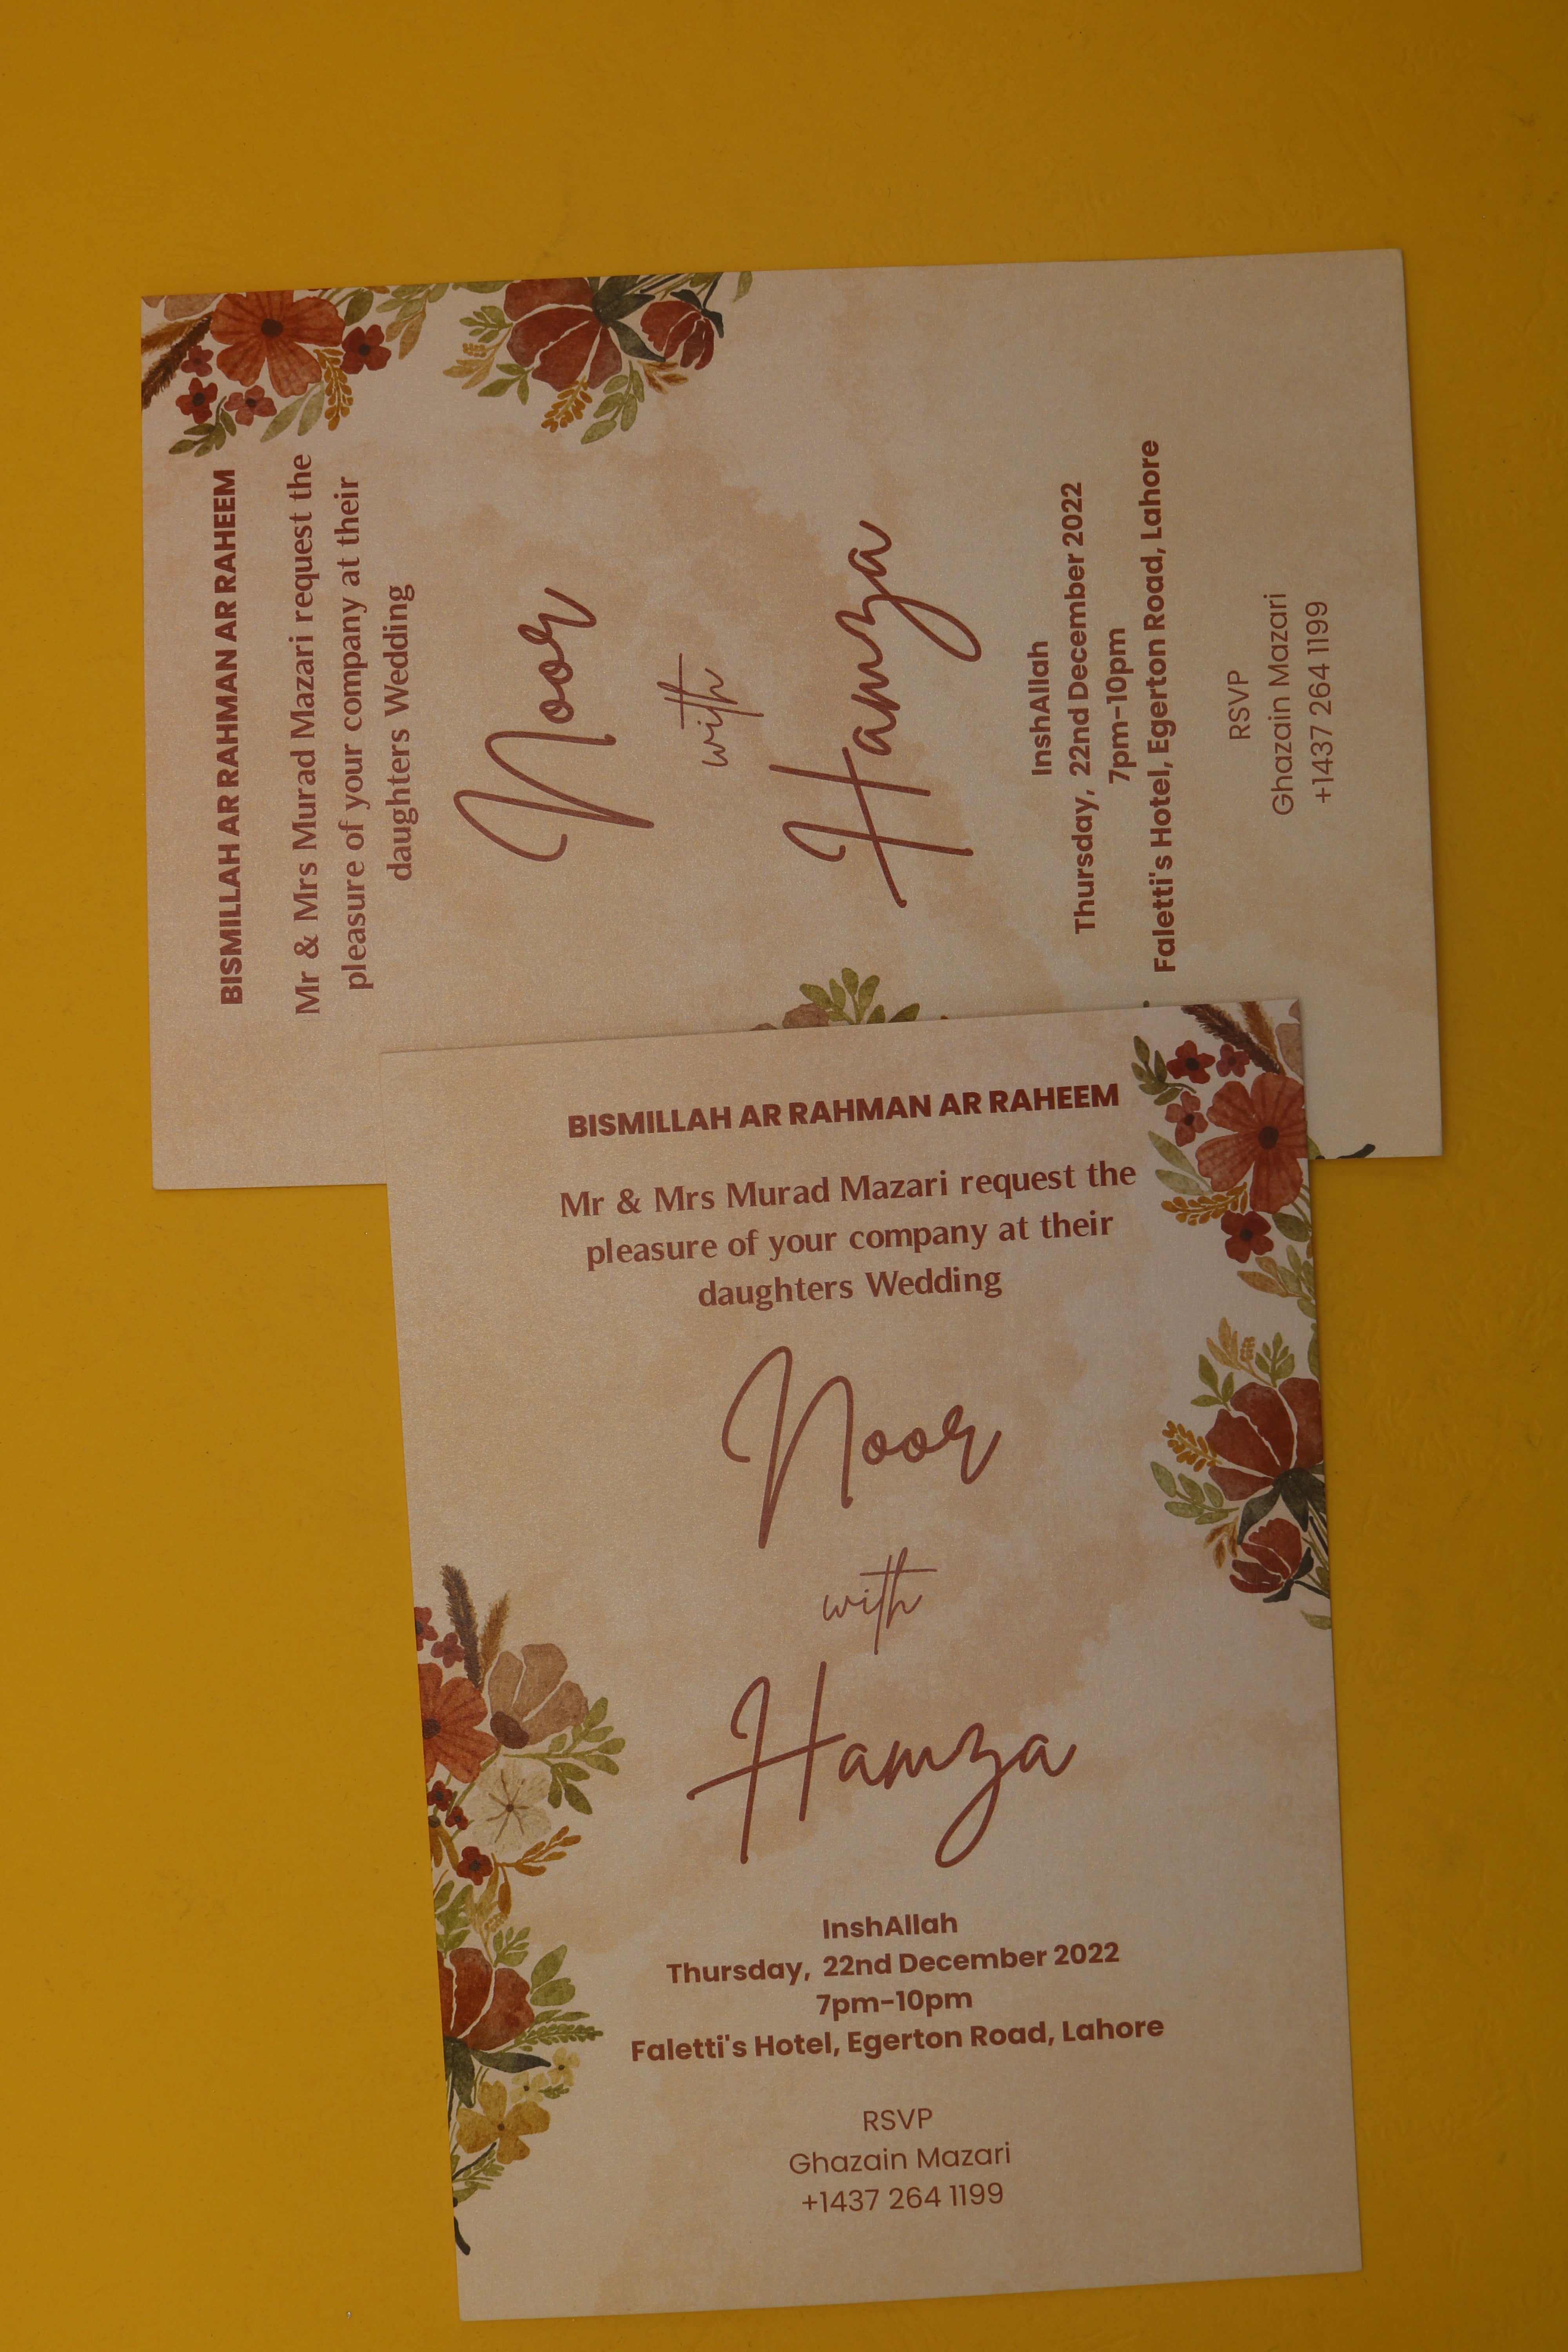 BISMILLAH AR RAHMAN AR RAHEEM
Mr & Mrs Murad Mazari request the
pleasure of your company at their
daughters Wedding
Noor
with
Hamza
InshAllah
Thursday, 22nd December 2022
7pm-10pm
Faletti's Hotel, Egerton Road, Lahore
RSVP
Ghazain Mazari
+1437 264 1199
BISMILLAH AR RAHMAN AR RAHEEM
Mr & Mrs Murad Mazari request the
pleasure of your company at their
daughters Wedding
Noor
with
Hamza
InshAllah
Thursday, 22nd December 2022
7pm-10pm
Faletti's Hotel, Egerton Road, Lahore
RSVP
Ghazain Mazari
+1437 264 1199